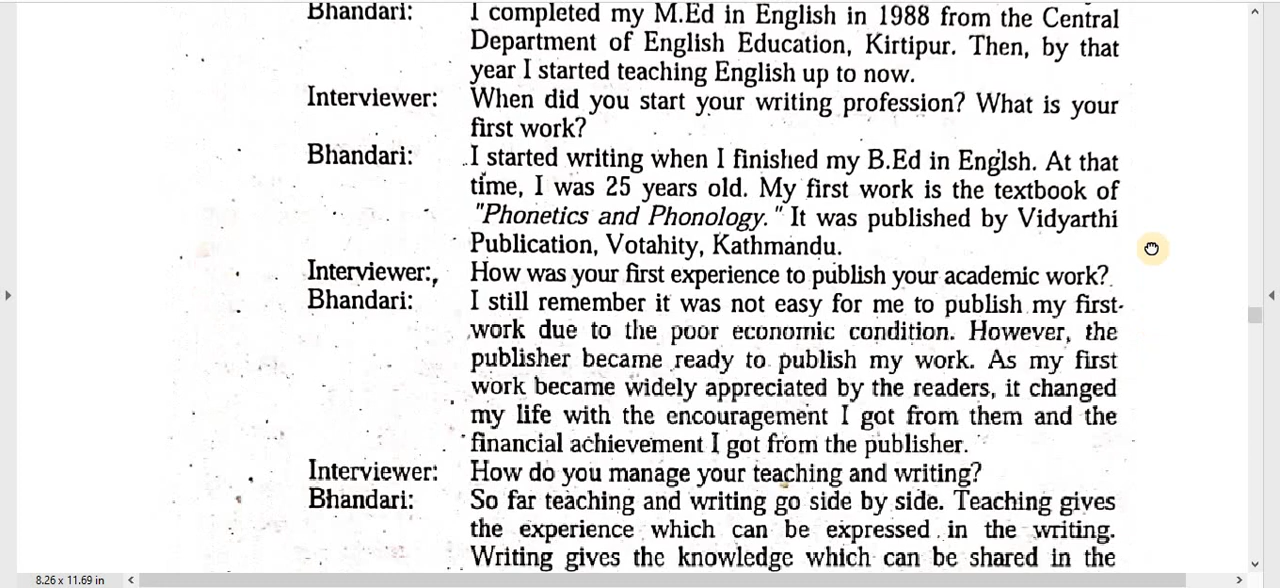 Bhandari: I completed my M.Ed in English in 1988 from the Central
Department of English Education, Kirtipur. Then, by that
year I started teaching English up to now.
Interviewer: When did you start your writing profession? What is your
first work?
Bhandari: I started writing when I finished my B.Ed in Englsh. At that
time, I was 25 years old. My first work is the textbook of
"Phonetics and Phonology." It was published by Vidyarthi
Publication, Votahity, Kathmandu.
Interviewer: How was your first experience to publish your academic work?
Bhandari: I still remember it was not easy for me to publish my first
work due to the poor economic condition. However, the
publisher became ready to publish my work. As my first
work became widely appreciated by the readers, it changed
my life with the encouragement I got from them and the
financial achievement I got from the publisher.
Interviewer: How do you manage your teaching and writing?
Bhandari: So far teaching and writing go side by side. Teaching gives
the experience which can be expressed in the writing.
Writing gives the knowledge which can be shared in the
8.26 x 11.69 in